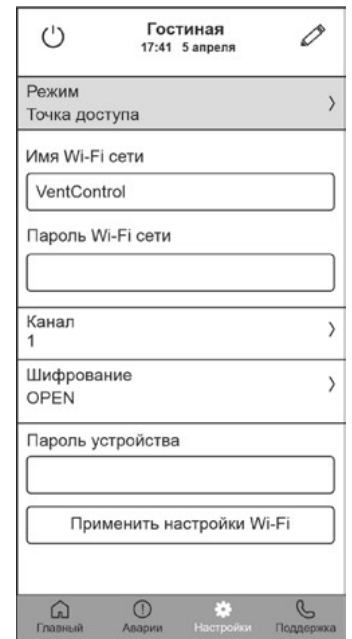 Гостиная
17:41 5 апреля
Режим
Точка доступа
Имя Wi-Fi сети
VentControl
Пароль Wi-Fi сети
Канал
1
Шифрование
OPEN
Пароль устройства
Применить настройки Wi-Fi
Главный Аварии Настройки Поддержка